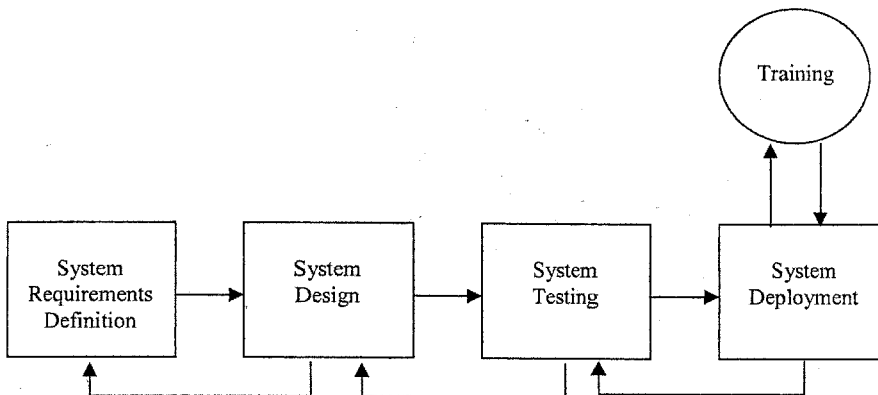 Training
System
Requirements
Definition
System
Design
System
Testing
System
Deployment